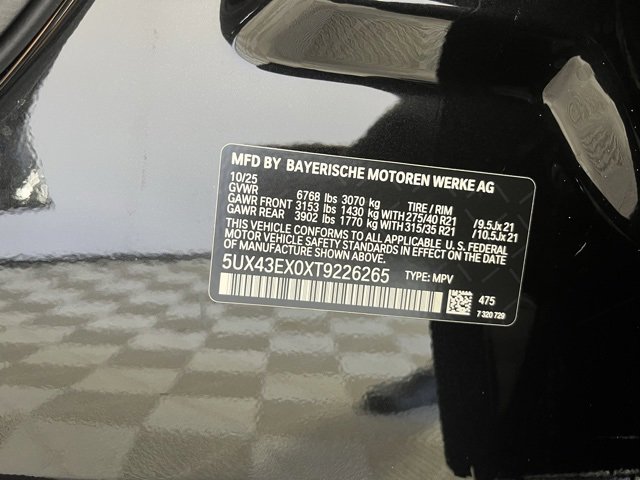 MFD BY BAYERISCHE MOTOREN WERKE AG
10/25
GVWR 6768 lbs 3070 kg TIRE / RIM
GAWR FRONT 3153 lbs 1430 kg WITH 275/40 R21 /9.5Jx21
GAWR REAR 3902 lbs 1770 kg WITH 315/35 R21 /10.5Jx21
THIS VEHICLE CONFORMS TO ALL APPLICABLE U.S. FEDERAL
MOTOR VEHICLE SAFETY STANDARDS IN EFFECT ON THE DATE
OF MANUFACTURE SHOWN ABOVE.
5UX43EX0XT9226265 TYPE: MPV
475
7 320 729